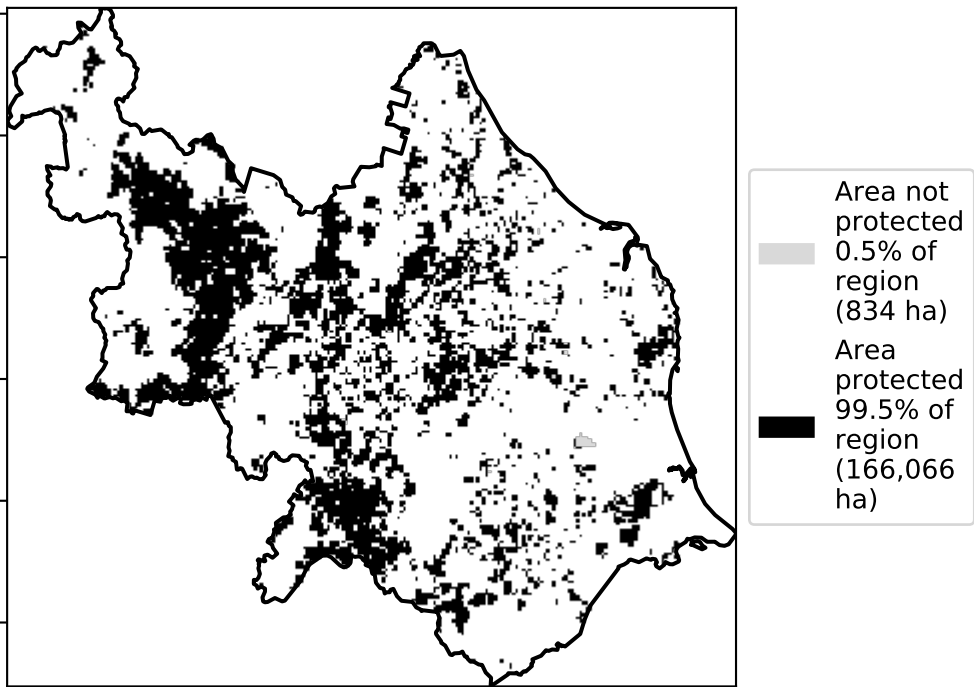 Area not
protected
0.5% of
region
(834 ha)
Area
protected
99.5% of
region
(166,066
ha)